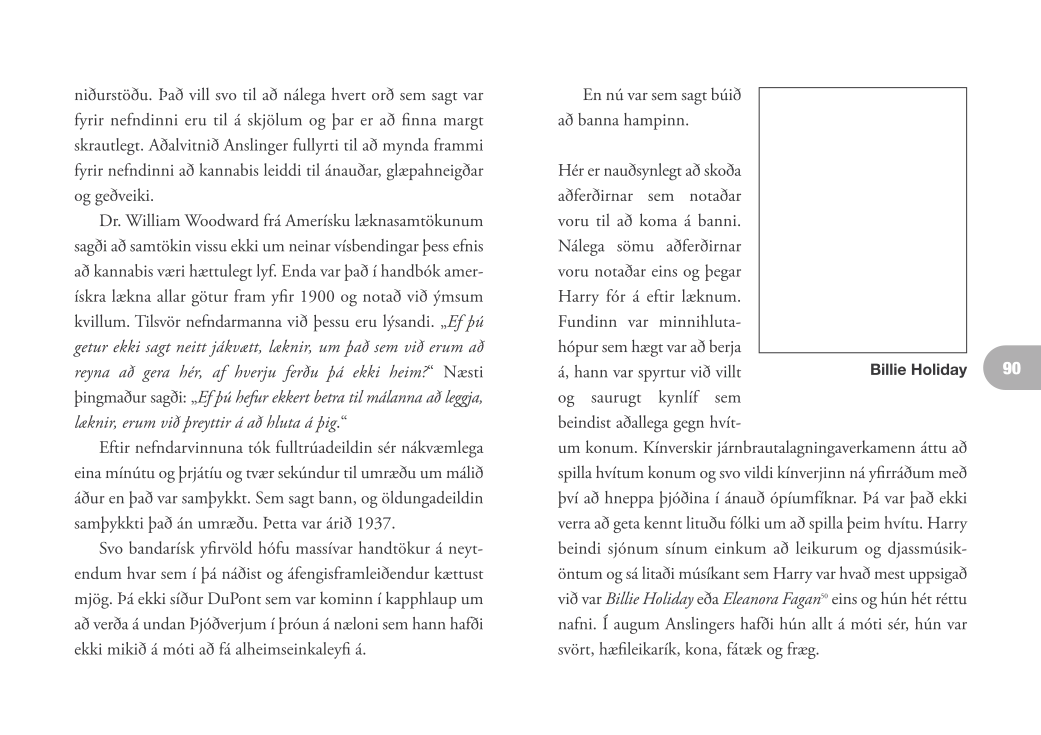 niðurstöðu. Það vill svo til að nálega hvert orð sem sagt var
fyrir nefndinni eru til á skjölum og þar er að finna margt
skrautlegt. Aðalvitnið Anslinger fullyrti til að mynda frammi
fyrir nefndinni að kannabis leiddi til ánauðar, glæpahneigðar
og geðveiki.
Dr. William Woodward frá Amerísku læknasamtökunum
sagði að samtökin vissu ekki um neinar vísbendingar þess efnis
að kannabis væri hættulegt lyf. Enda var það í handbók amer-
ískra lækna allar götur fram yfir 1900 og notað við ýmsum
kvillum. Tilsvör nefndarmanna við þessu eru lýsandi. „Ef þú
getur ekki sagt neitt jákvætt, læknir, um það sem við erum að
reyna að gera hér, af hverju ferðu þá ekki heim?“ Næsti
þingmaður sagði: „Ef þú hefur ekkert betra til málanna að leggja,
læknir, erum við þreyttir á að hluta á þig.“
Eftir nefndarvinnuna tók fulltrúadeildin sér nákvæmlega
eina mínútu og þrjátíu og tvær sekúndur til umræðu um málið
áður en það var samþykkt. Sem sagt bann, og öldungadeildin
samþykkti það án umræðu. Þetta var árið 1937.
Svo bandarísk yfirvöld hófu massívar handtökur á neyt-
endum hvar sem í þá náðist og áfengisframleiðendur kættust
mjög. Þá ekki síður DuPont sem var kominn í kapphlaup um
að verða á undan Þjóðverjum í þróun á næloni sem hann hafði
ekki mikið á móti að fá alheimseinkaleyfi á.
En nú var sem sagt búið
að banna hampinn.
Hér er nauðsynlegt að skoða
aðferðirnar sem notaðar
voru til að koma á banni.
Nálega sömu aðferðirnar
voru notaðar eins og þegar
Harry fór á eftir læknum.
Fundinn var minnihluta-
hópur sem hægt var að berja
á, hann var spyrtur við villt
og saurugt kynlíf sem
beindist aðallega gegn hvít-
um konum. Kínverskir járnbrautalagningaverkamenn áttu að
spilla hvítum konum og svo vildi kínverjinn ná yfirráðum með
því að hneppa þjóðina í ánauð ópíumfíknar. Þá var það ekki
verra að geta kennt lituðu fólki um að spilla þeim hvítu. Harry
beindi sjónum sínum einkum að leikurum og djassmúsik-
öntum og sá litaði músíkant sem Harry var hvað mest uppsigað
við var Billie Holiday eða Eleanora Fagan⁵⁰ eins og hún hét réttu
nafni. Í augum Anslingers hafði hún allt á móti sér, hún var
svört, hæfileikarík, kona, fátæk og fræg.
Billie Holiday
90